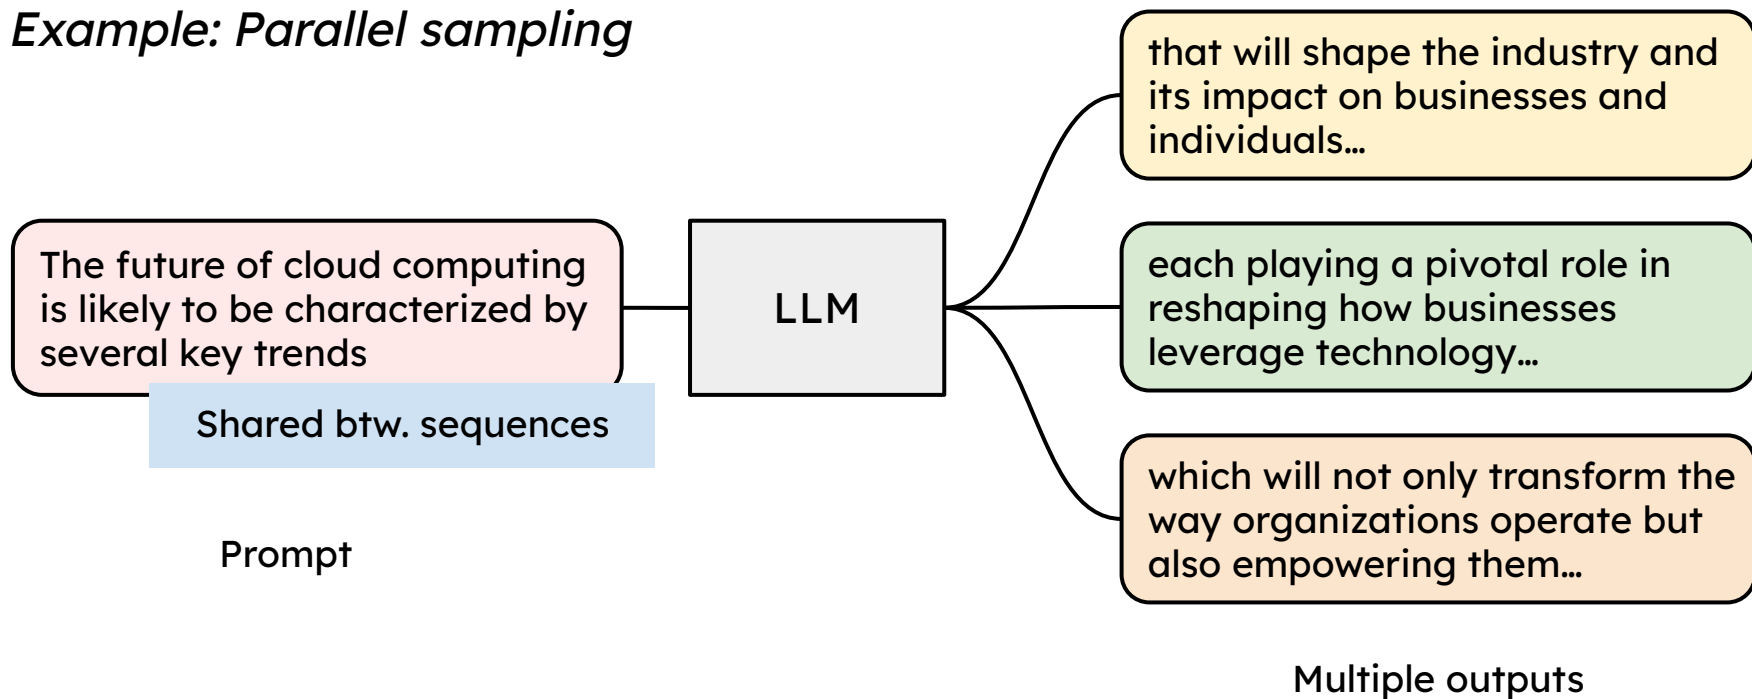 Example: Parallel sampling
The future of cloud computing
is likely to be characterized by
several key trends
Shared btw. sequences
Prompt
LLM
that will shape the industry and
its impact on businesses and
individuals…
each playing a pivotal role in
reshaping how businesses
leverage technology…
which will not only transform the
way organizations operate but
also empowering them…
Multiple outputs